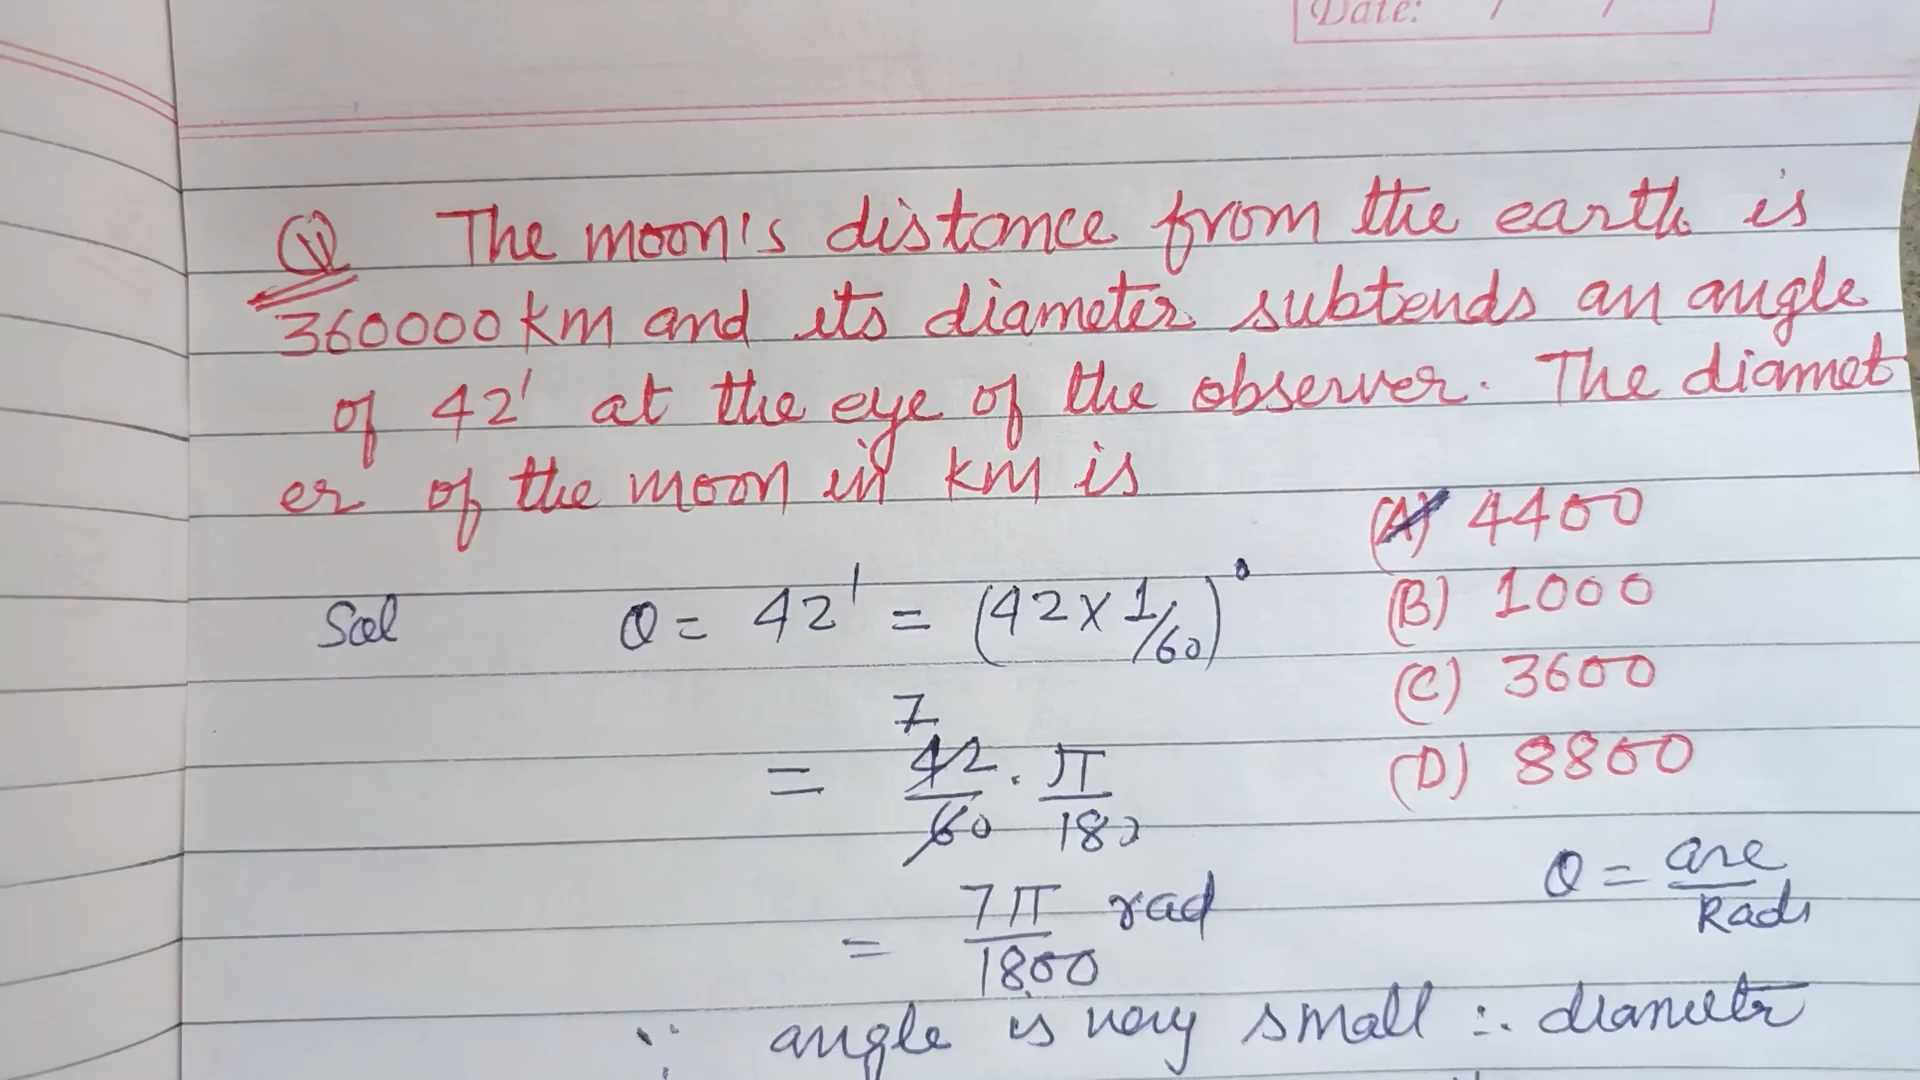 Date: / /
Q The moon's distance from the earth is
360000 km and its diameter subtends an angle
of 42' at the eye of the observer. The diamet
er of the moon in km is
(A) 4400
(B) 1000
(C) 3600
(D) 8800
Sol θ = 42' = (42 × 1/60)°
7
= 42/60 . π/180
= 7π/1800 rad
θ = arc/Radi
∵ angle is very small ∴ diameter